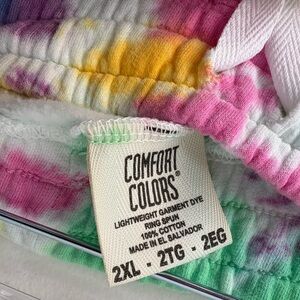 COMFORT
COLORS®
LIGHTWEIGHT GARMENT DYE
RING SPUN
100% COTTON
MADE IN EL SALVADOR
2XL - 2TG - 2EG